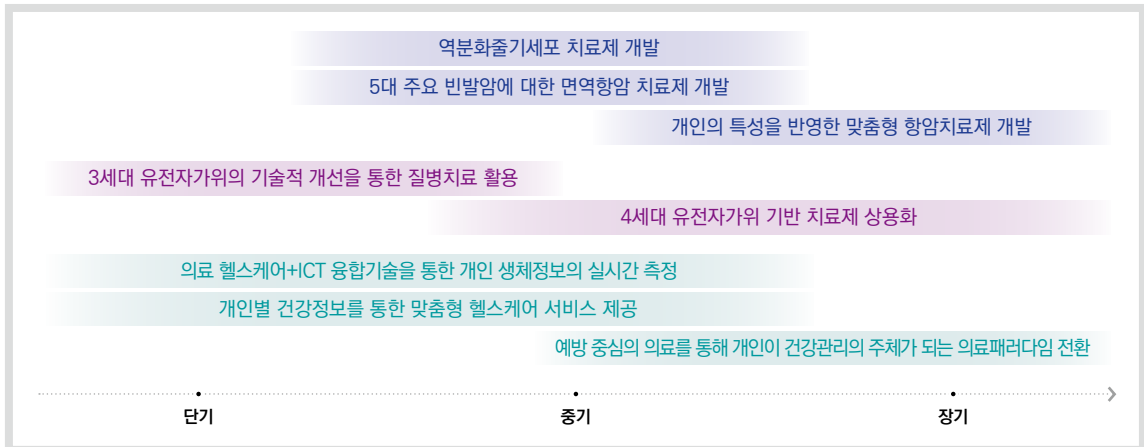 역분화줄기세포 치료제 개발
5대 주요 빈발암에 대한 면역항암 치료제 개발
개인의 특성을 반영한 맞춤형 항암치료제 개발
3세대 유전자가위의 기술적 개선을 통한 질병치료 활용
4세대 유전자가위 기반 치료제 상용화
의료 헬스케어+ICT 융합기술을 통한 개인 생체정보의 실시간 측정
개인별 건강정보를 통한 맞춤형 헬스케어 서비스 제공
예방 중심의 의료를 통해 개인이 건강관리의 주체가 되는 의료패러다임 전환
단기 중기 장기